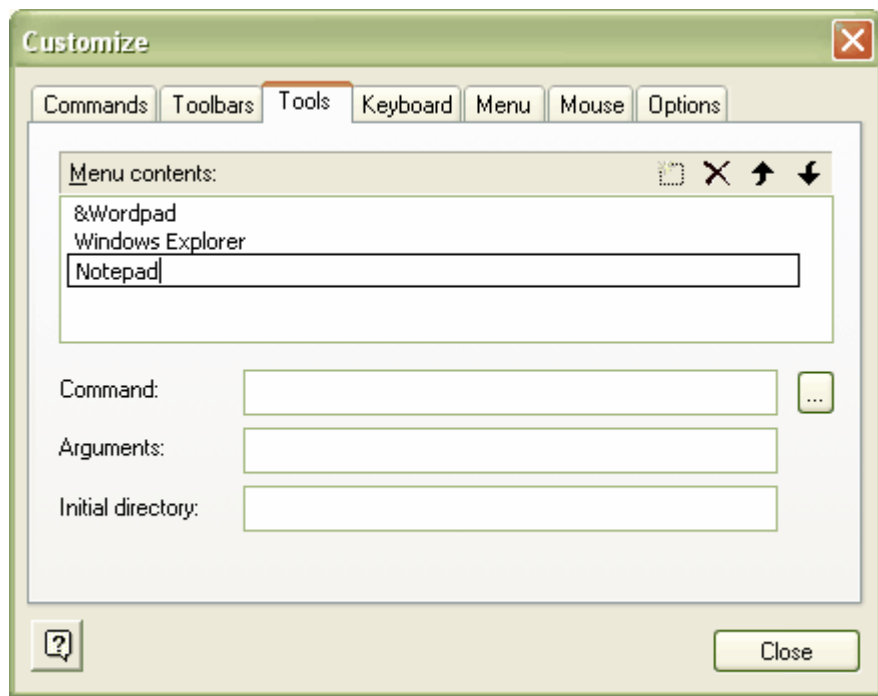 Customize
Commands Toolbars Tools Keyboard Menu Mouse Options
Menu contents:
&Wordpad
Windows Explorer
Notepad
Command:
...
Arguments:
Initial directory:
?
Close